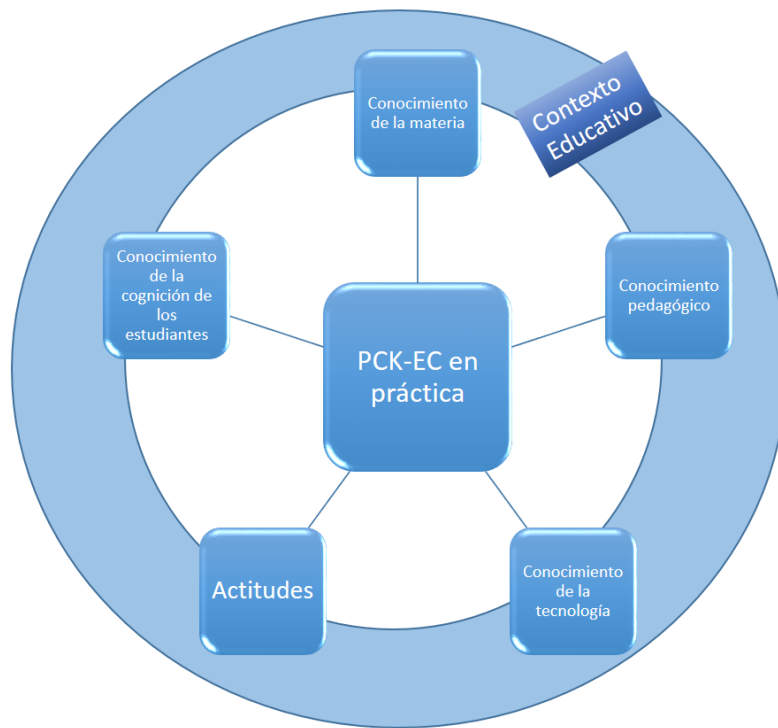 Conocimiento
de la materia
Contexto
Educativo
Conocimiento
de la
cognición de
los
estudiantes
Conocimiento
pedagógico
PCK-EC en
práctica
Actitudes
Conocimiento
de la
tecnología